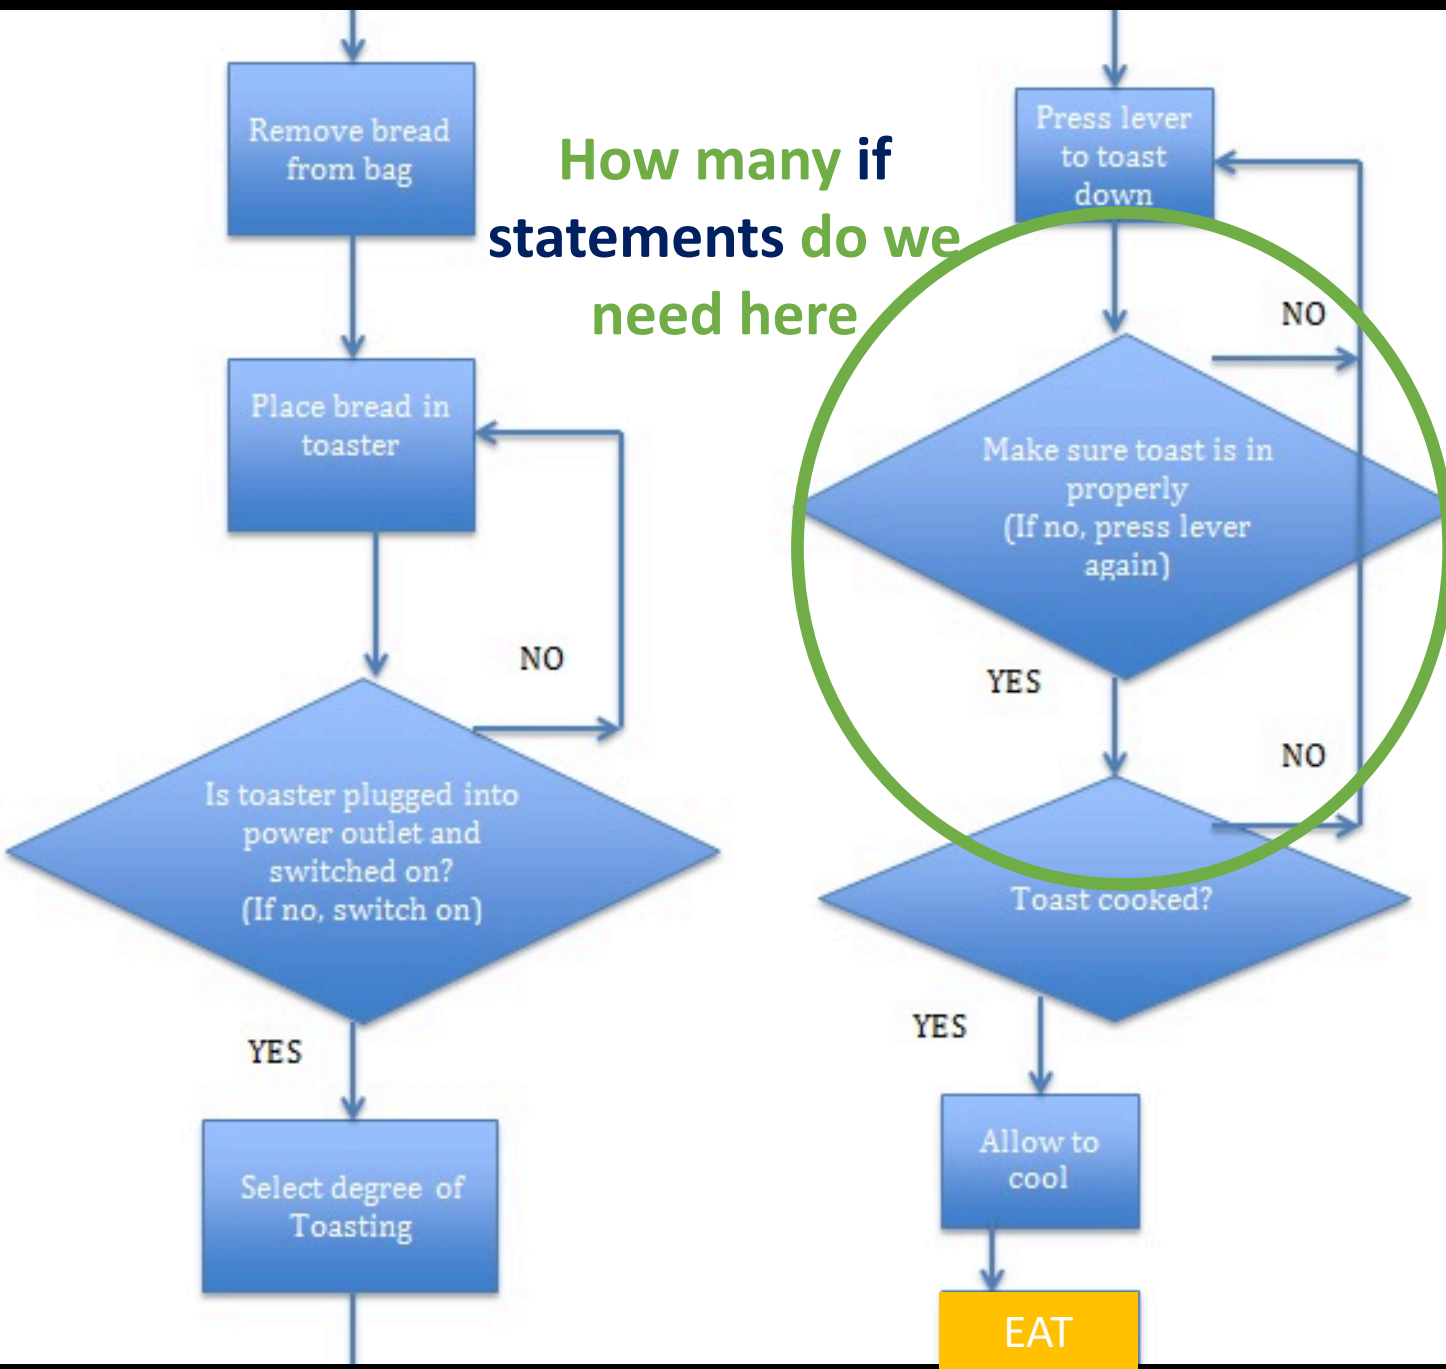 Remove bread
from bag
How many if
statements do we
need here
Place bread in
toaster
NO
Is toaster plugged into
power outlet and
switched on?
(If no, switch on)
YES
Select degree of
Toasting
Press lever
to toast
down
NO
Make sure toast is in
properly
(If no, press lever
again)
YES
NO
Toast cooked?
YES
Allow to
cool
EAT